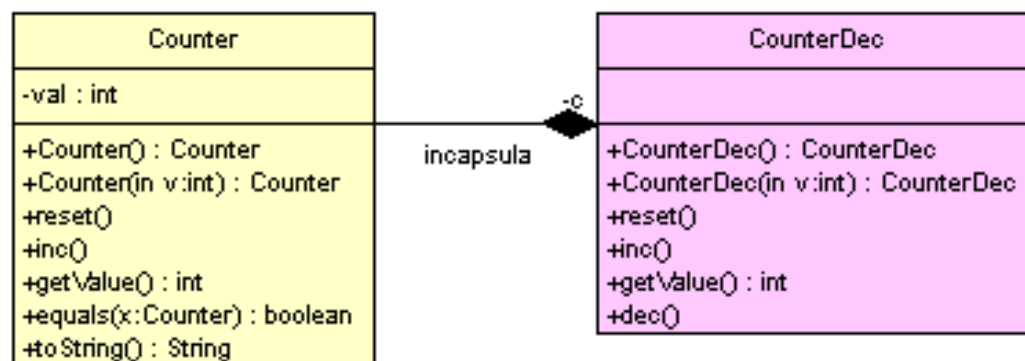 Counter
-val : int
+Counter() : Counter
+Counter(in v:int) : Counter
+reset()
+inc()
+getValue() : int
+equals(x:Counter) : boolean
+toString() : String
-c
incapsula
CounterDec
+CounterDec() : CounterDec
+CounterDec(in v:int) : CounterDec
+reset()
+inc()
+getValue() : int
+dec()